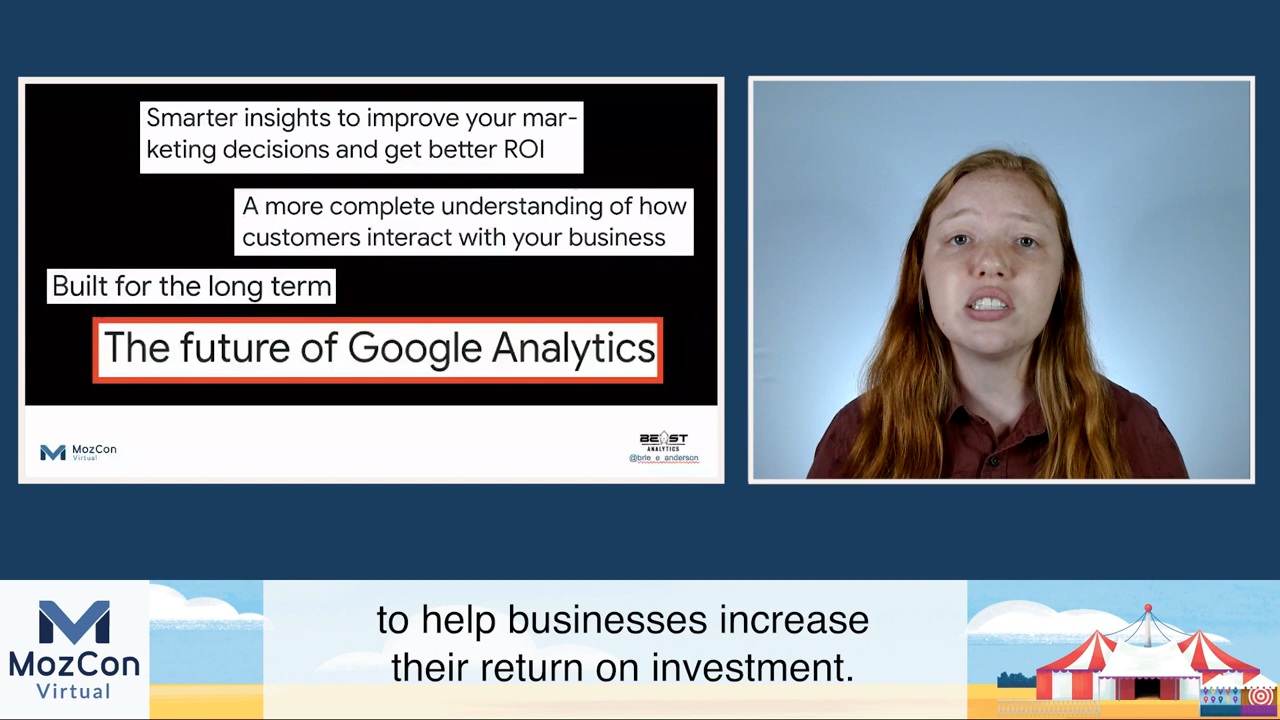 Smarter insights to improve your mar-
keting decisions and get better ROI
A more complete understanding of how
customers interact with your business
Built for the long term
The future of Google Analytics
MozCon
Virtual
BEAST
ANALYTICS
@brie_e_anderson
to help businesses increase
their return on investment.
MozCon
Virtual